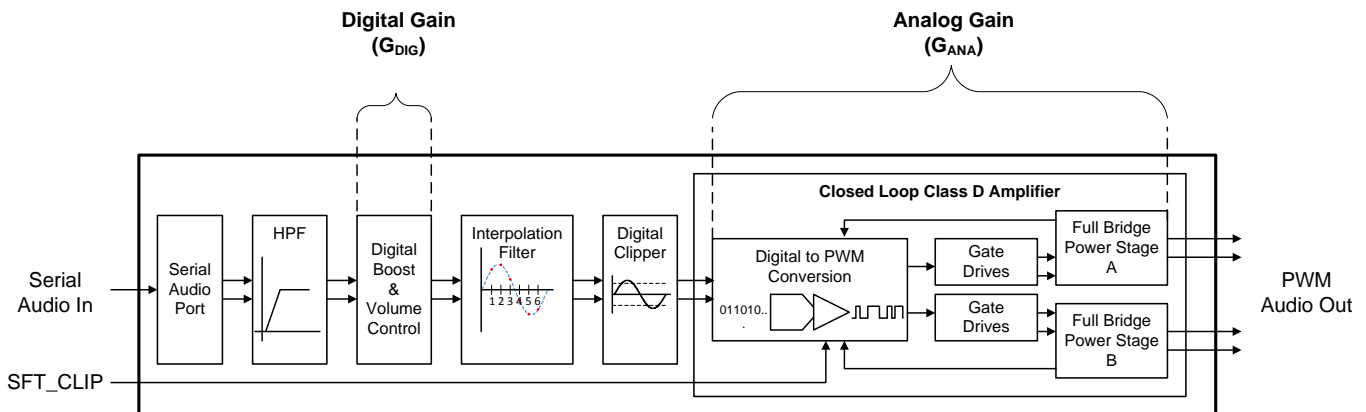 Digital Gain
(GDIG)
Analog Gain
(GANA)
Closed Loop Class D Amplifier
Serial
Audio In
Serial
Audio
Port
HPF
Digital
Boost
&
Volume
Control
Interpolation
Filter
1 2 3 4 5 6
Digital
Clipper
Digital to PWM
Conversion
011010..
.
Gate
Drives
Gate
Drives
Full Bridge
Power Stage
A
Full Bridge
Power Stage
B
PWM
Audio Out
SFT_CLIP